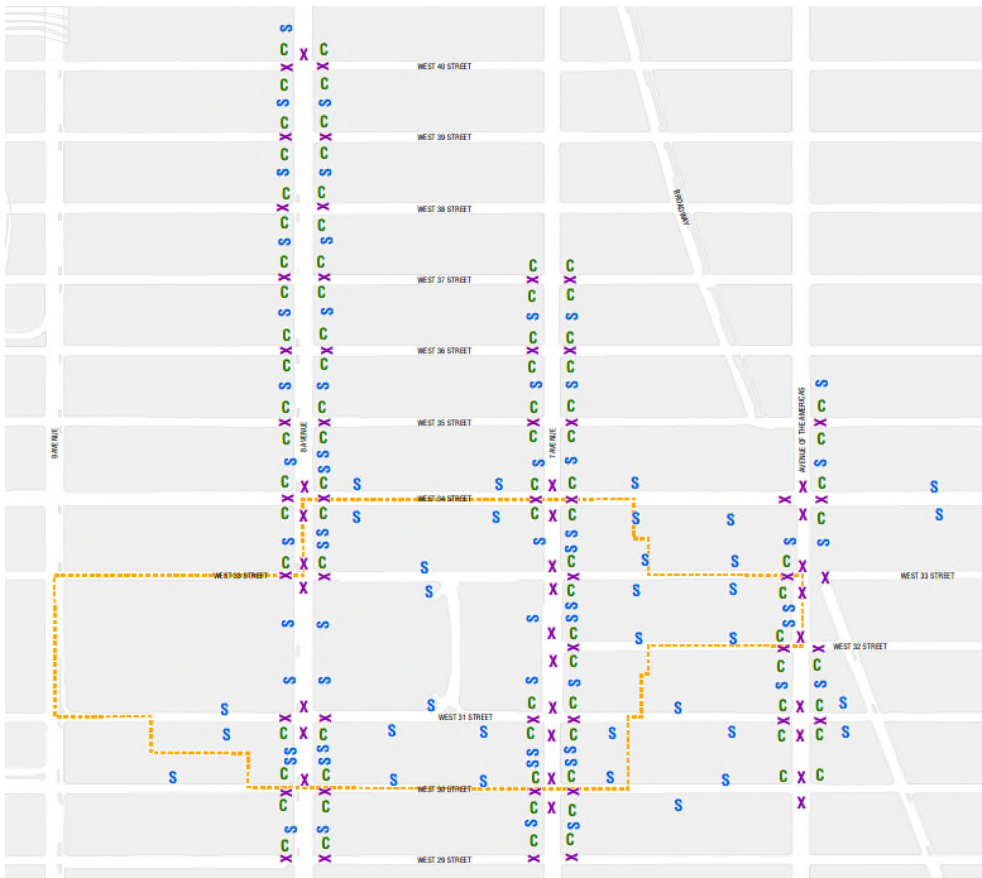 S
C X C
X X WEST 40 STREET
C C
S S
C C
X X WEST 39 STREET
C C
S S
C C
X X WEST 38 STREET
BROADWAY
C C
S S
C C C C
X X WEST 37 STREET X X
C C C C
S S S S
C C C C
X X WEST 36 STREET X X
C C C C
S S S S S
C C C C C
X X WEST 35 STREET X X X
9 AVENUE
8 AVENUE
7 AVENUE
AVENUE OF THE AMERICAS
C C C C C
S S S S S S
C X C S S C X C S X C S
X X WEST 34 STREET X X X X
C X C S S C X C S S X C S
S S S S S S S S
C X C S X C S S C X
WEST 33 STREET X X X X X WEST 33 STREET
X S X S S C X
S S S
S S S S C S
X S S C X
X X X WEST 32 STREET
X C C C
S S S S S S
S X S C X C S C X C S
X X WEST 31 STREET X X X X
S X C C S S C X C S S C X C S
S S S S S S S S
S C X C S S C X C S S C X C
X X WEST 30 STREET X X
C C C X C S X
S S S S
C C C C
X X WEST 29 STREET X X